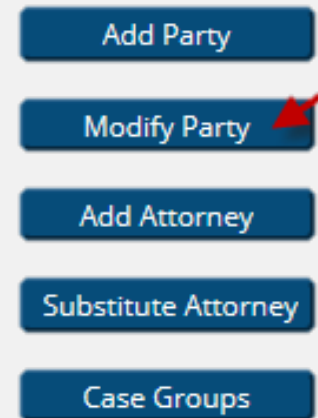 Add Party
Modify Party
Add Attorney
Substitute Attorney
Case Groups